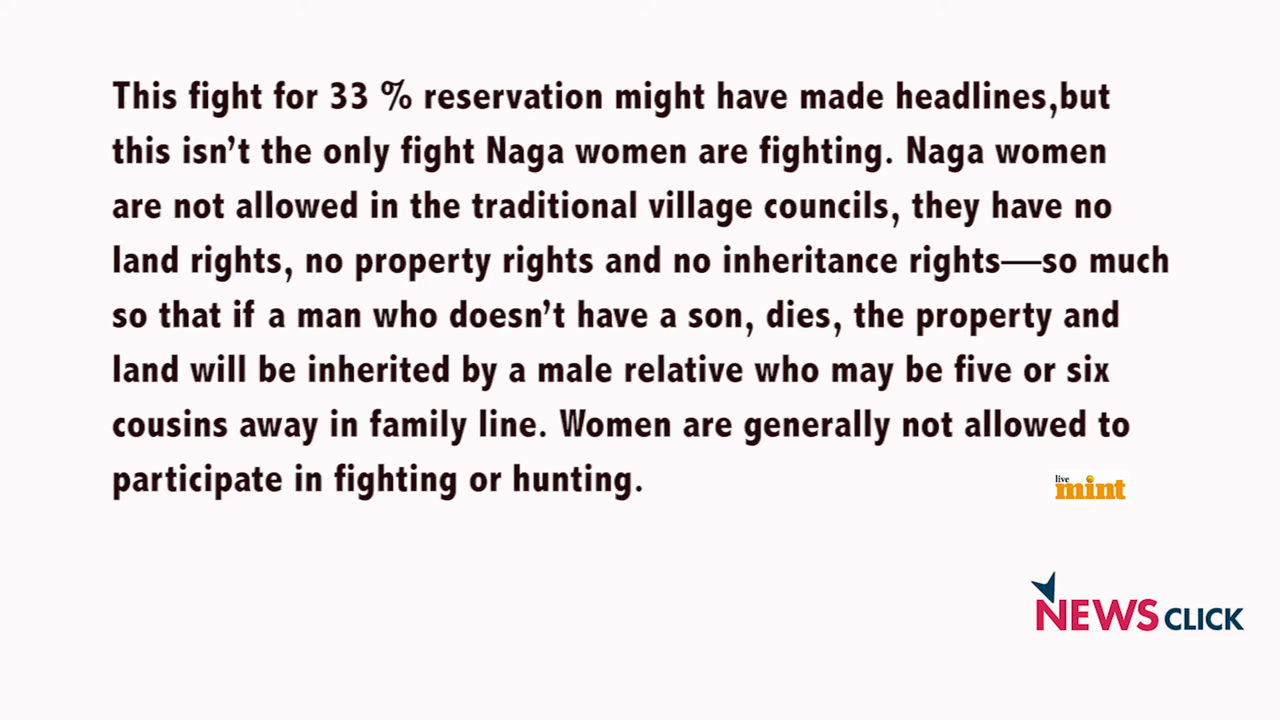 This fight for 33 % reservation might have made headlines,but
this isn't the only fight Naga women are fighting. Naga women
are not allowed in the traditional village councils, they have no
land rights, no property rights and no inheritance rights—so much
so that if a man who doesn't have a son, dies, the property and
land will be inherited by a male relative who may be five or six
cousins away in family line. Women are generally not allowed to
participate in fighting or hunting.
live
mint
NEWSCLICK